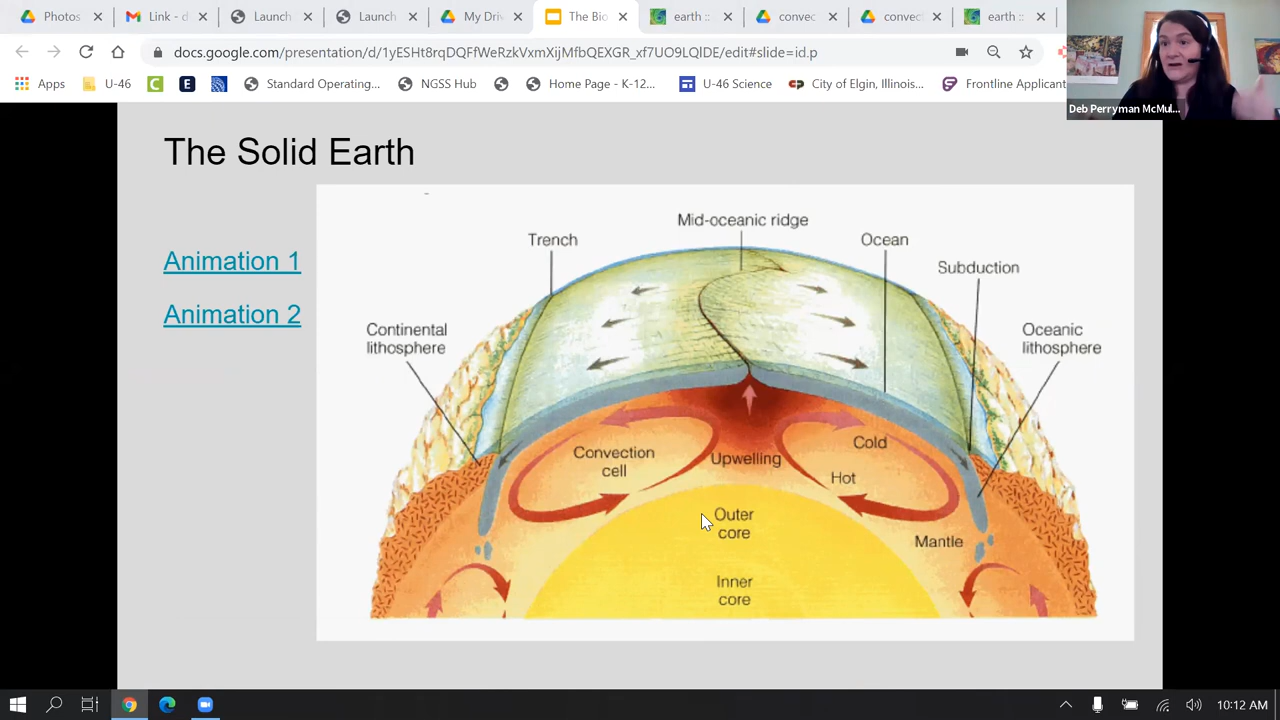 Photos
Link - d
Launch
Launch
My Dri
The Bio
earth
convec
convec
earth ::
docs.google.com/presentation/d/
/edit#slide=id.p
Apps
U-46
C
E
Standard Operating...
NGSS Hub
Home Page - K-12...
U-46 Science
City of Elgin, Illinois...
Frontline Applicant
Deb Perryman McMul...
The Solid Earth
Animation 1
Animation 2
Mid-oceanic ridge
Trench
Ocean
Subduction
Continental
lithosphere
Oceanic
lithosphere
Convection
cell
Cold
Upwelling
Hot
Outer
core
Mantle
Inner
core
10:12 AM